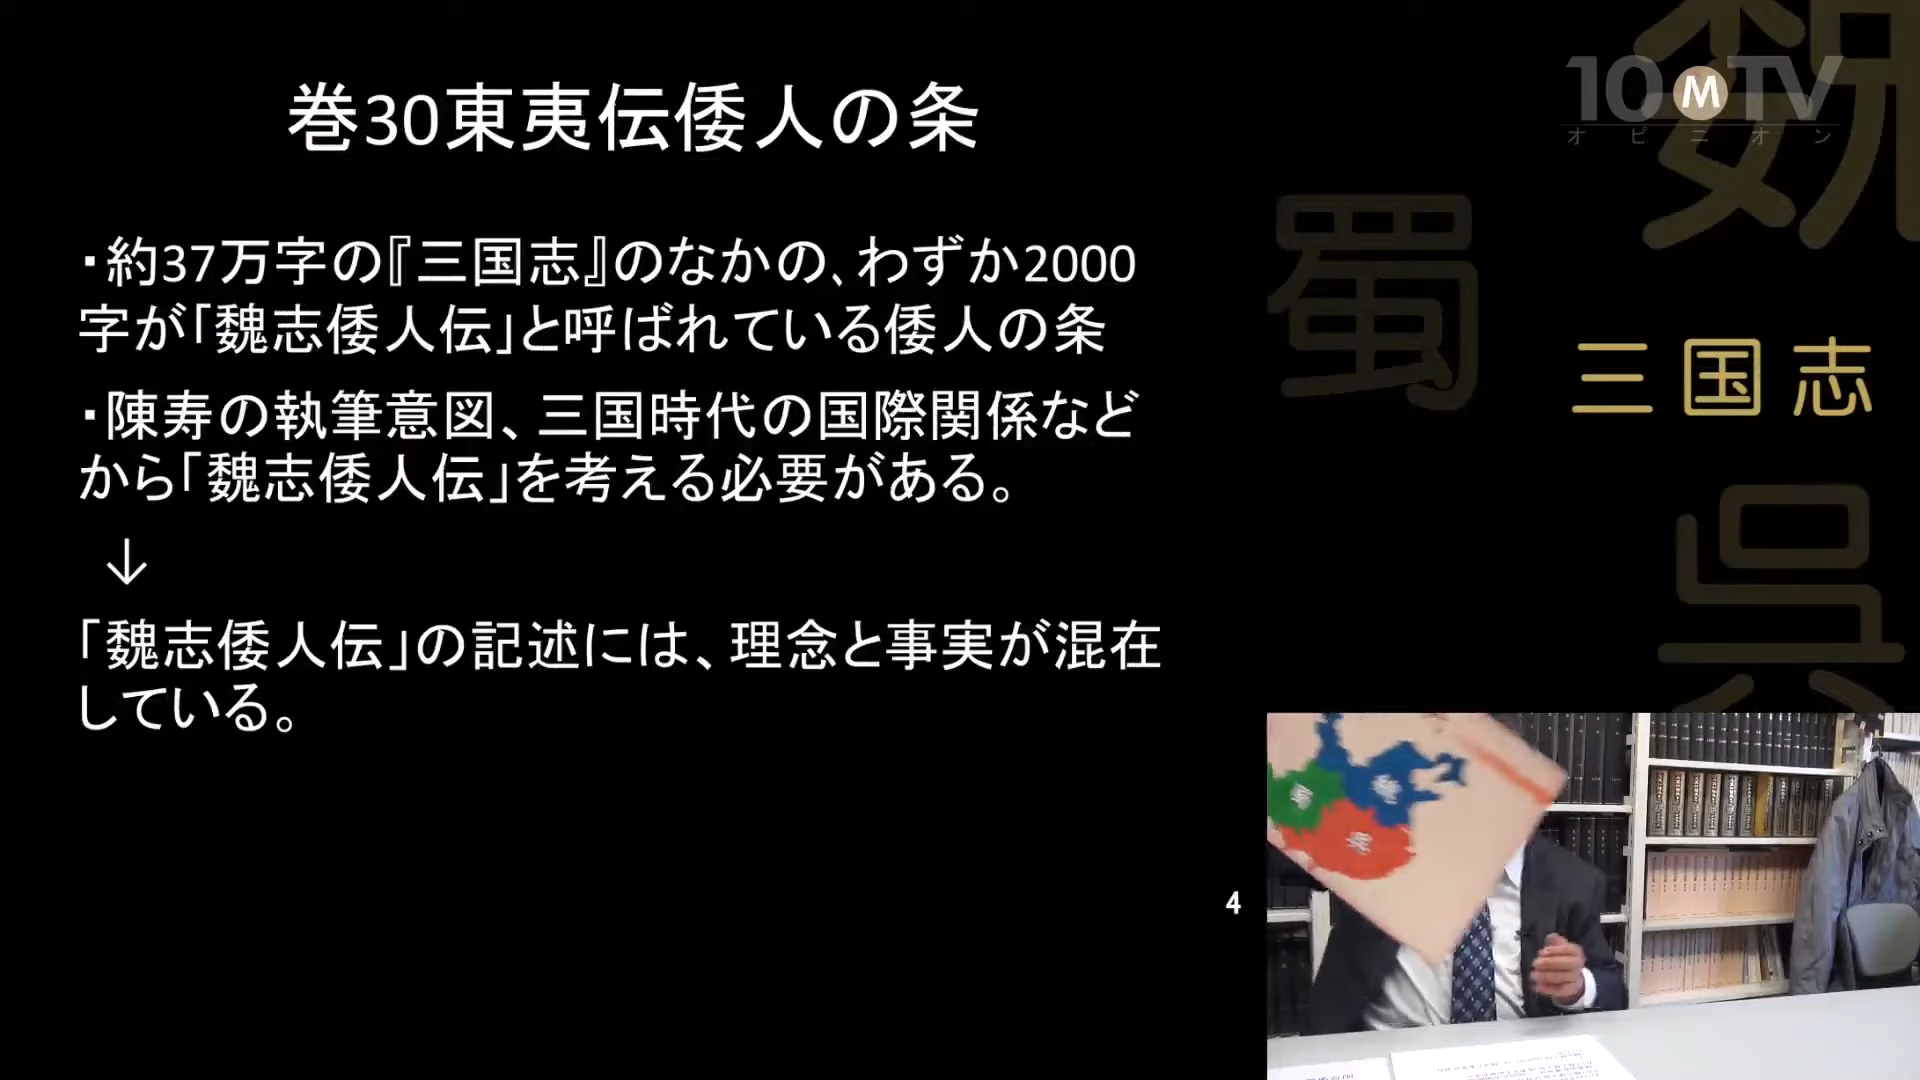 巻30東夷伝倭人の条
・約37万字の『三国志』のなかの、わずか2000
字が「魏志倭人伝」と呼ばれている倭人の条
・陳寿の執筆意図、三国時代の国際関係など
から「魏志倭人伝」を考える必要がある。
↓
「魏志倭人伝」の記述には、理念と事実が混在
している。
4
10MTV
オピニオン
魏
蜀
三国志
呉
呉